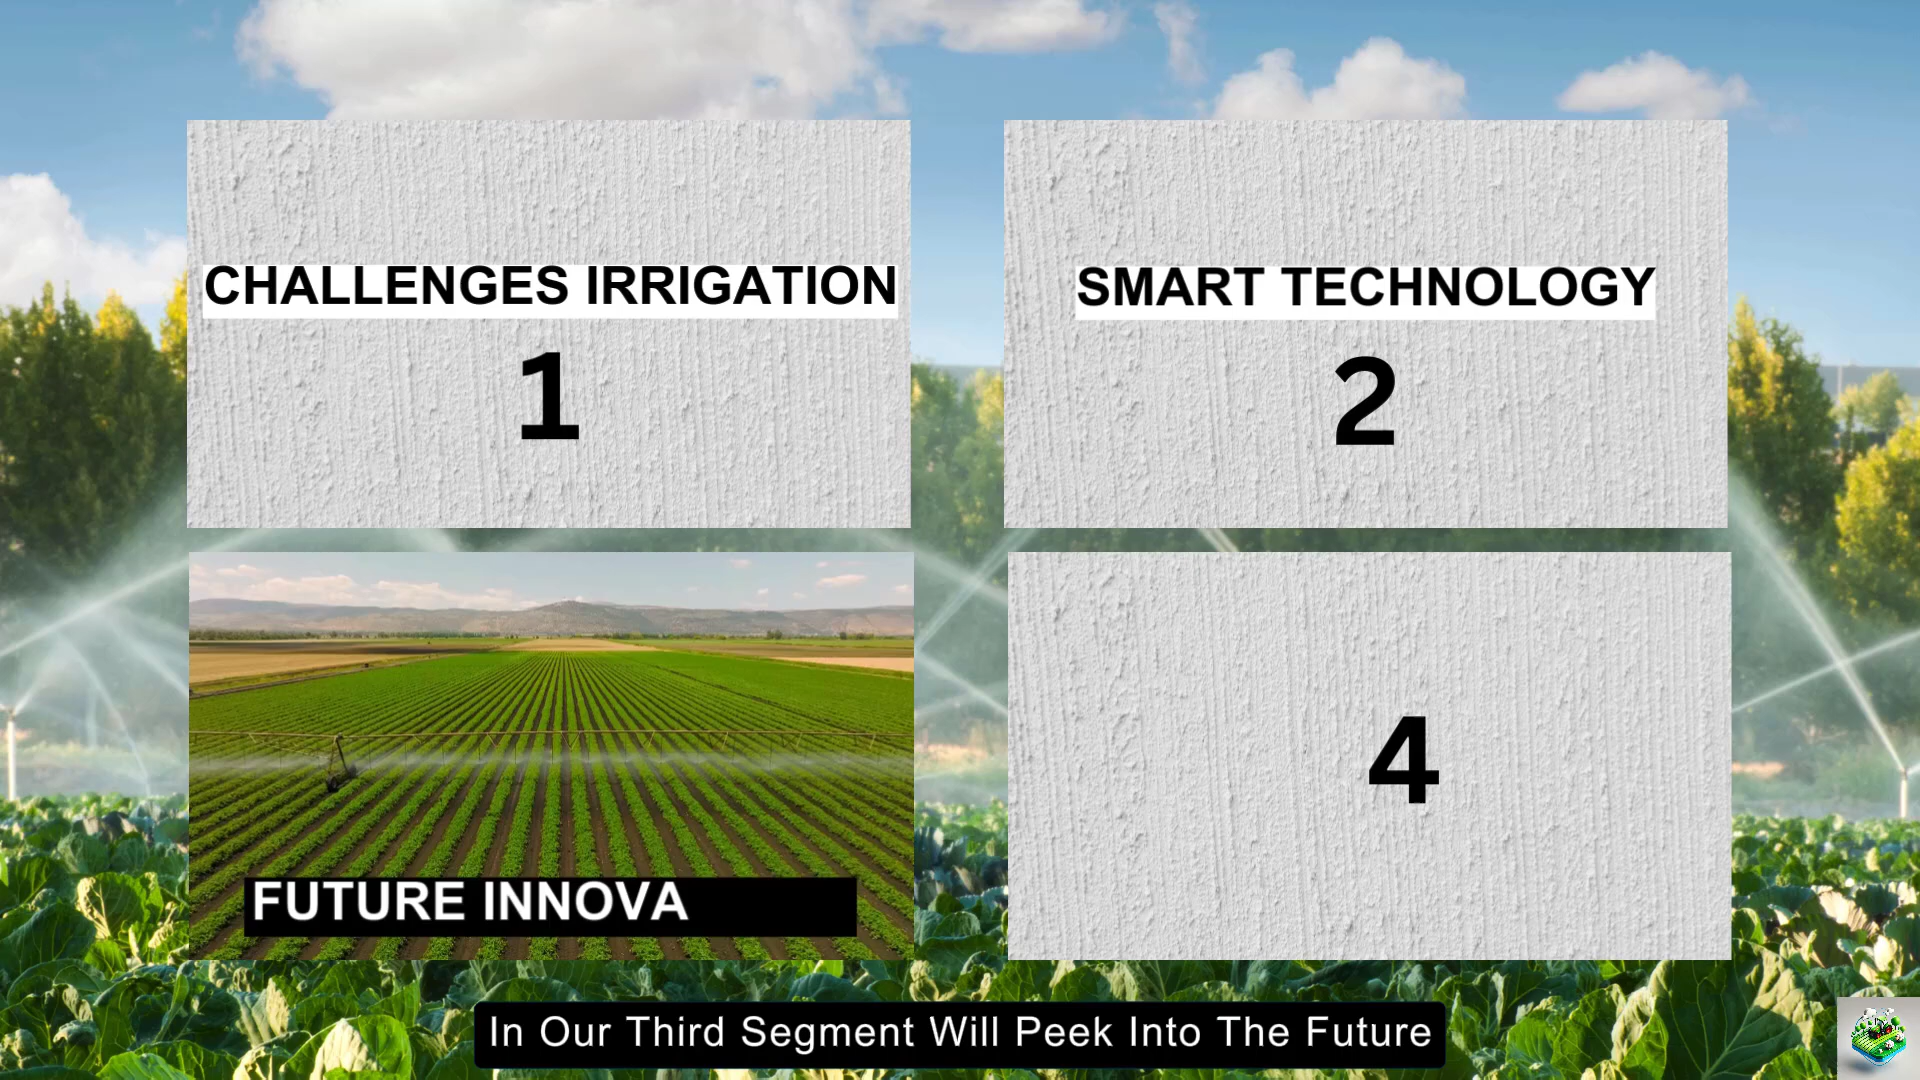 CHALLENGES IRRIGATION
1
SMART TECHNOLOGY
2
FUTURE INNOVA
4
In Our Third Segment Will Peek Into The Future